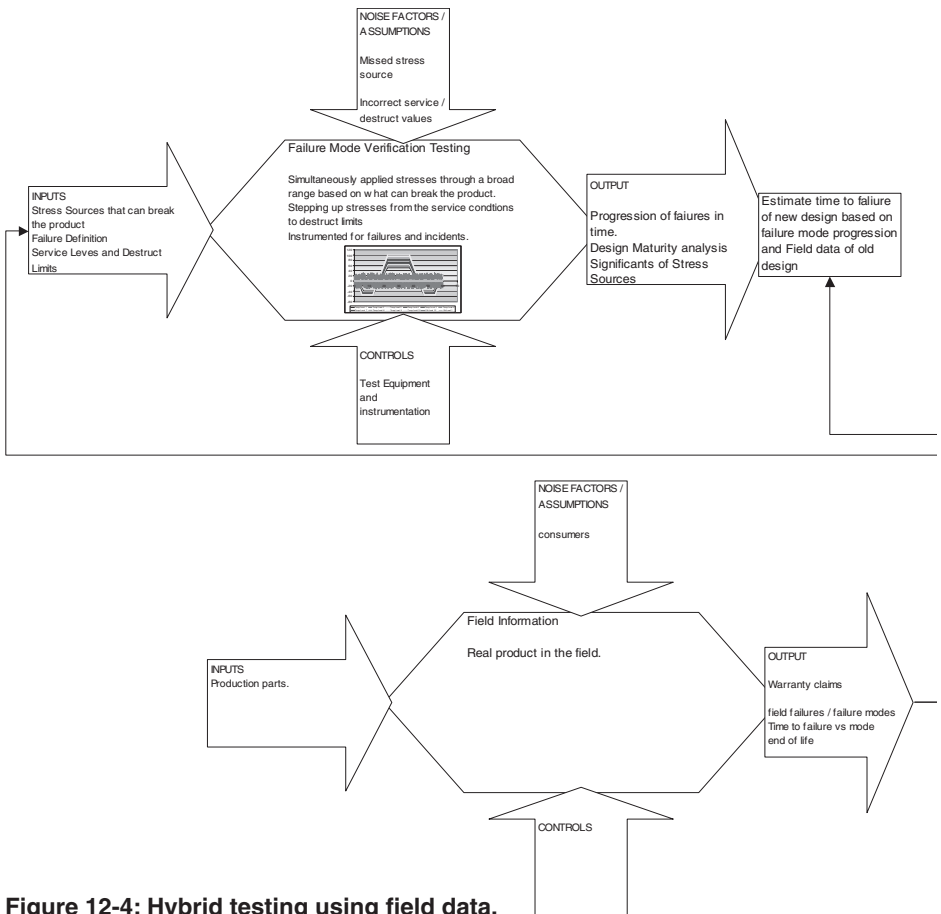 NOISE FACTORS /
ASSUMPTIONS
Missed stress
source
Incorrect service /
destruct values
Failure Mode Verification Testing
Simultaneously applied stresses through a broad
range based on what can break the product.
Stepping up stresses from the service condtions
to destruct limits
Instrumented for failures and incidents.
INPUTS
Stress Sources that can break
the product
Failure Definition
Service Leves and Destruct
Limits
OUTPUT
Progression of faiures in
time.
Design Maturity analysis
Significants of Stress
Sources
Estimate time to faliure
of new design based on
failure mode progression
and Field data of old
design
CONTROLS
Test Equipment
and
instrumentation
NOISE FACTORS /
ASSUMPTIONS
consumers
Field Information
Real product in the field.
INPUTS
Production parts.
OUTPUT
Warranty claims
field failures / failure modes
Time to failure vs mode
end of life
CONTROLS
Figure 12-4: Hybrid testing using field data.